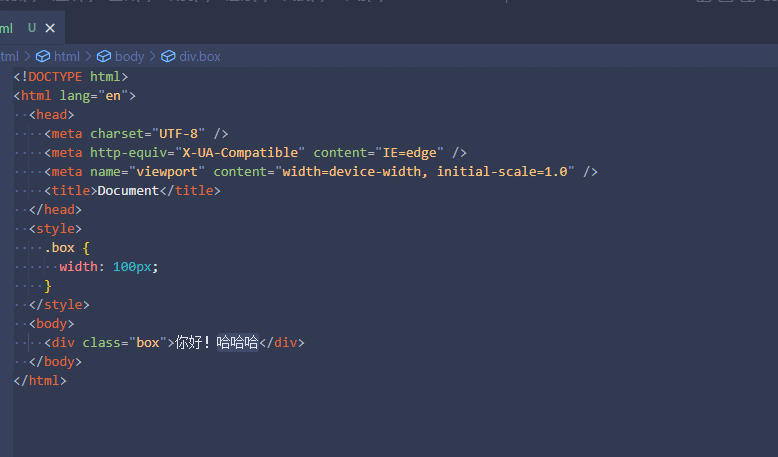 ml U ×
tml > html > body > div.box
<!DOCTYPE html>
<html lang="en">
<head>
<meta charset="UTF-8" />
<meta http-equiv="X-UA-Compatible" content="IE=edge" />
<meta name="viewport" content="width=device-width, initial-scale=1.0" />
<title>Document</title>
</head>
<style>
.box {
width: 100px;
}
</style>
<body>
<div class="box">你好！哈哈哈</div>
</body>
</html>